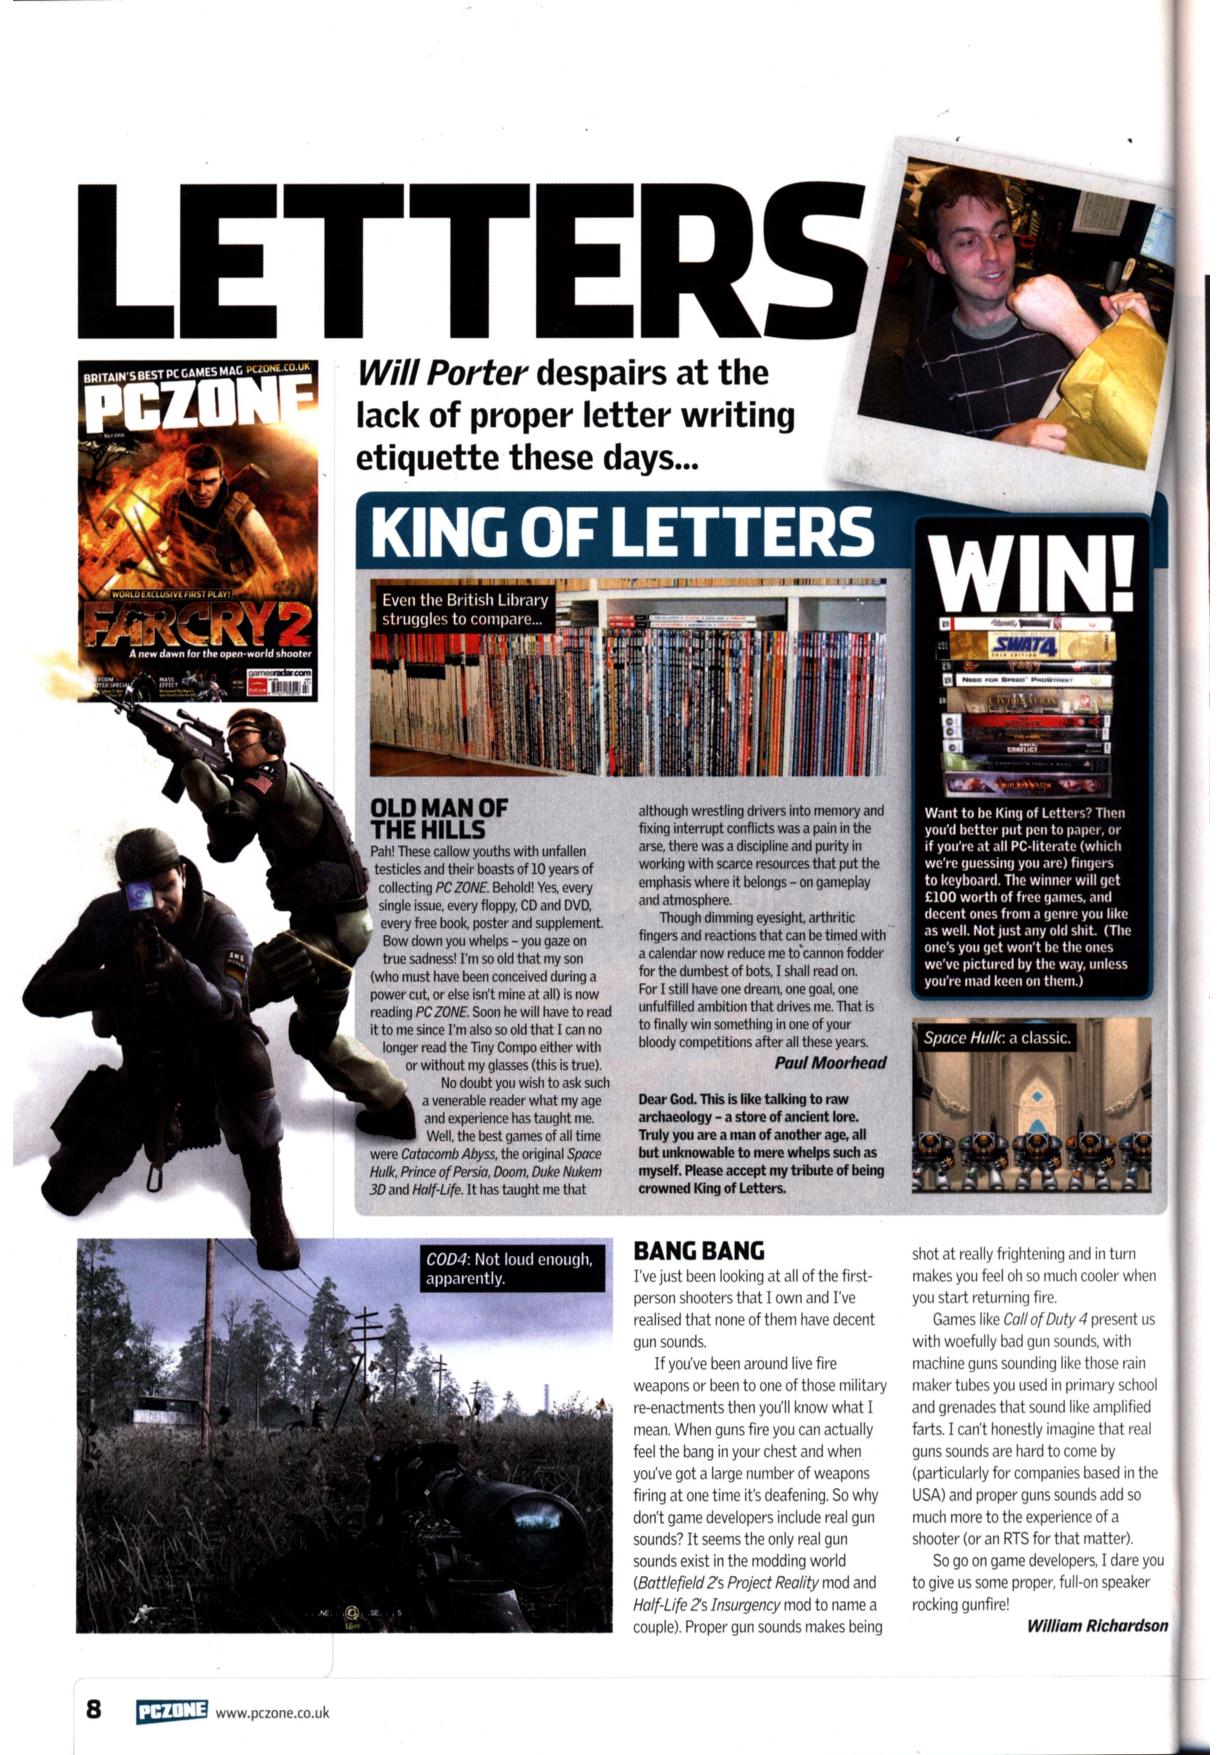 LETTERS
Will Porter despairs at the
lack of proper letter writing
etiquette these days...
BRITAIN'S BEST PC GAMES MAG PCZONE.CO.UK
PCZONE
WORLD EXCLUSIVE FIRST PLAY!
FARCRY2
A new dawn for the open-world shooter
MASS
EFFECT
gamesradar.com
KING OF LETTERS
Even the British Library
struggles to compare...
OLD MAN OF
THE HILLS
Pah! These callow youths with unfallen
testicles and their boasts of 10 years of
collecting PC ZONE. Behold! Yes, every
single issue, every floppy, CD and DVD,
every free book, poster and supplement.
Bow down you whelps – you gaze on
true sadness! I'm so old that my son
(who must have been conceived during a
power cut, or else isn't mine at all) is now
reading PC ZONE. Soon he will have to read
it to me since I'm also so old that I can no
longer read the Tiny Compo either with
or without my glasses (this is true).
No doubt you wish to ask such
a venerable reader what my age
and experience has taught me.
Well, the best games of all time
were Catacomb Abyss, the original Space
Hulk, Prince of Persia, Doom, Duke Nukem
3D and Half-Life. It has taught me that
although wrestling drivers into memory and
fixing interrupt conflicts was a pain in the
arse, there was a discipline and purity in
working with scarce resources that put the
emphasis where it belongs – on gameplay
and atmosphere.
Though dimming eyesight, arthritic
fingers and reactions that can be timed with
a calendar now reduce me to cannon fodder
for the dumbest of bots, I shall read on.
For I still have one dream, one goal, one
unfulfilled ambition that drives me. That is
to finally win something in one of your
bloody competitions after all these years.
Paul Moorhead
Dear God. This is like talking to raw
archaeology – a store of ancient lore.
Truly you are a man of another age, all
but unknowable to mere whelps such as
myself. Please accept my tribute of being
crowned King of Letters.
WIN!
SWAT4
NEED FOR SPEED PROSTREET
CIVILIZATION
CONFLICT
Want to be King of Letters? Then
you'd better put pen to paper, or
if you're at all PC-literate (which
we're guessing you are) fingers
to keyboard. The winner will get
£100 worth of free games, and
decent ones from a genre you like
as well. Not just any old shit. (The
one's you get won't be the ones
we've pictured by the way, unless
you're mad keen on them.)
Space Hulk: a classic.
COD4: Not loud enough,
apparently.
NE SE S
BANG BANG
I've just been looking at all of the first-
person shooters that I own and I've
realised that none of them have decent
gun sounds.
If you've been around live fire
weapons or been to one of those military
re-enactments then you'll know what I
mean. When guns fire you can actually
feel the bang in your chest and when
you've got a large number of weapons
firing at one time it's deafening. So why
don't game developers include real gun
sounds? It seems the only real gun
sounds exist in the modding world
(Battlefield 2's Project Reality mod and
Half-Life 2's Insurgency mod to name a
couple). Proper gun sounds makes being
shot at really frightening and in turn
makes you feel oh so much cooler when
you start returning fire.
Games like Call of Duty 4 present us
with woefully bad gun sounds, with
machine guns sounding like those rain
maker tubes you used in primary school
and grenades that sound like amplified
farts. I can't honestly imagine that real
guns sounds are hard to come by
(particularly for companies based in the
USA) and proper guns sounds add so
much more to the experience of a
shooter (or an RTS for that matter).
So go on game developers, I dare you
to give us some proper, full-on speaker
rocking gunfire!
William Richardson
8
PCZONE
www.pczone.co.uk